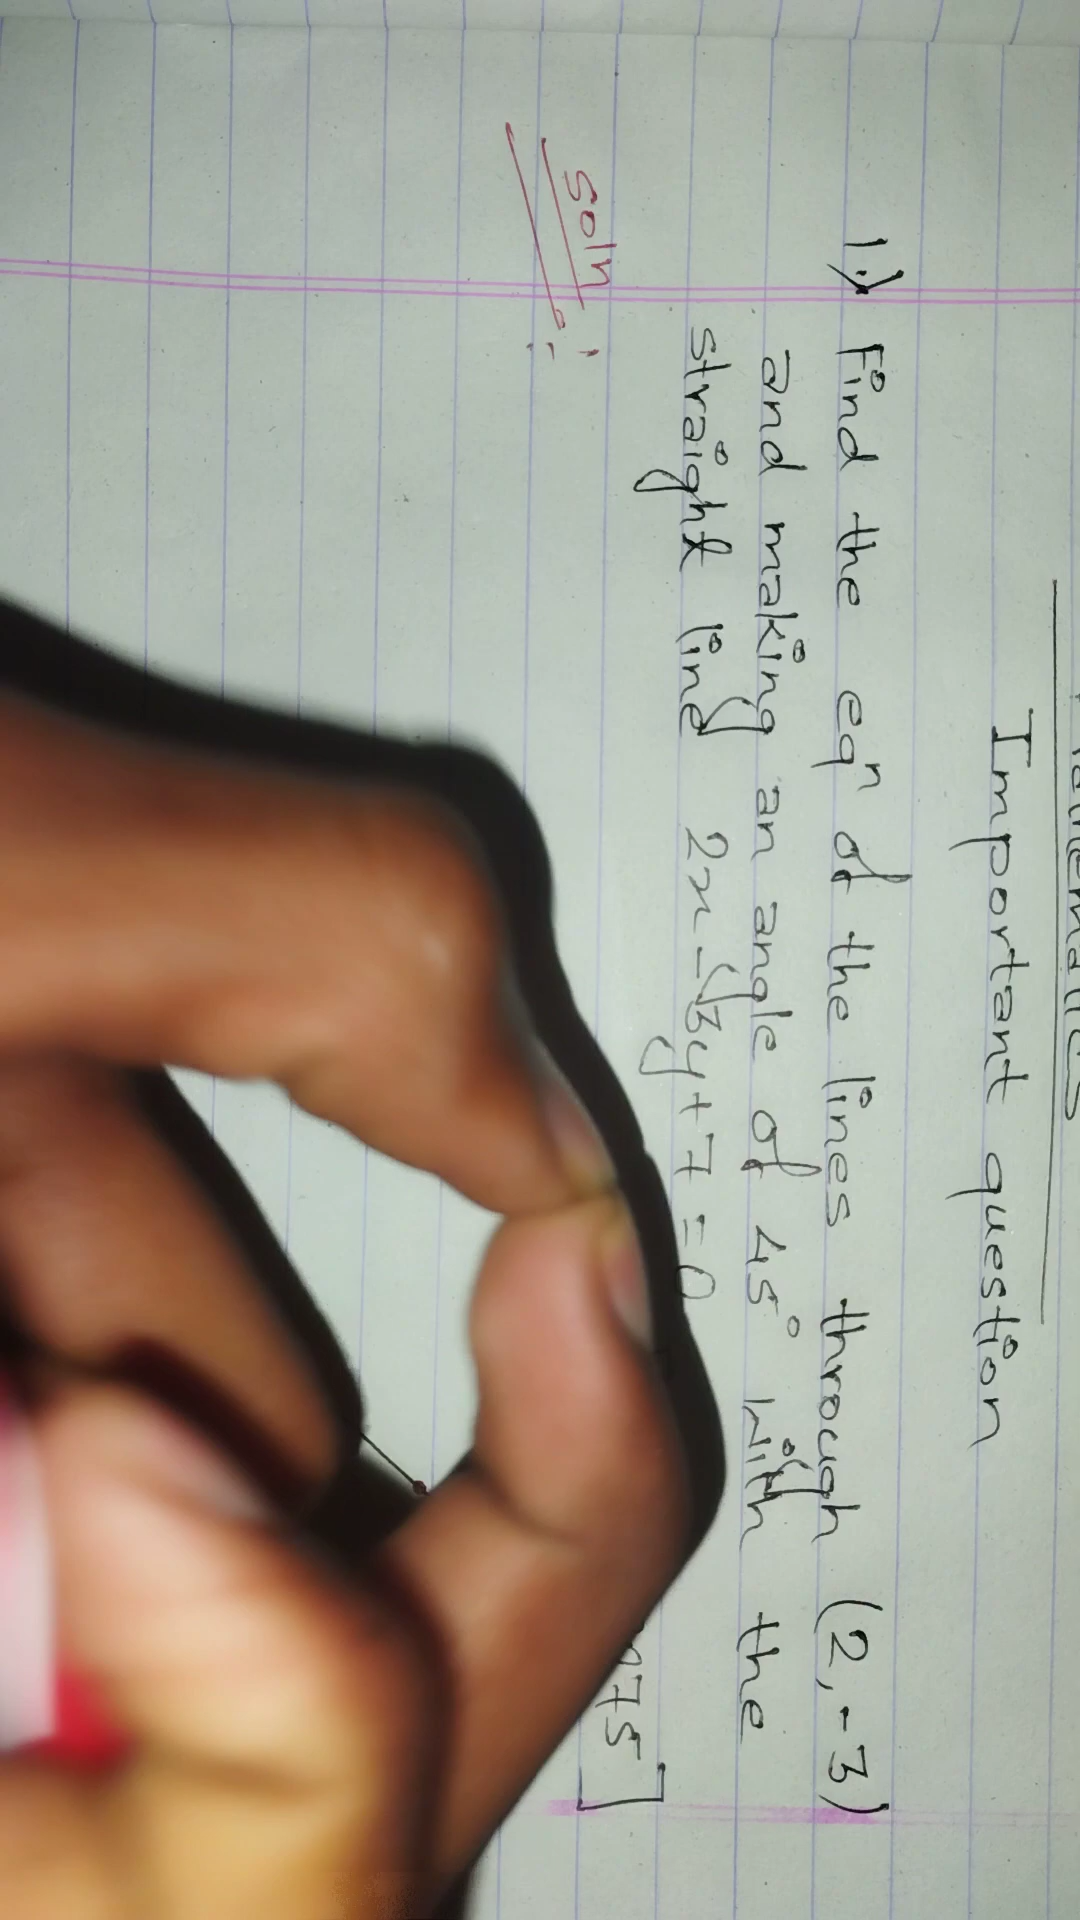 Important question
1.) Find the eqn of the lines through (2,-3)
and making an angle of 45° with the
straight line 2x-3y+7=0
soln: